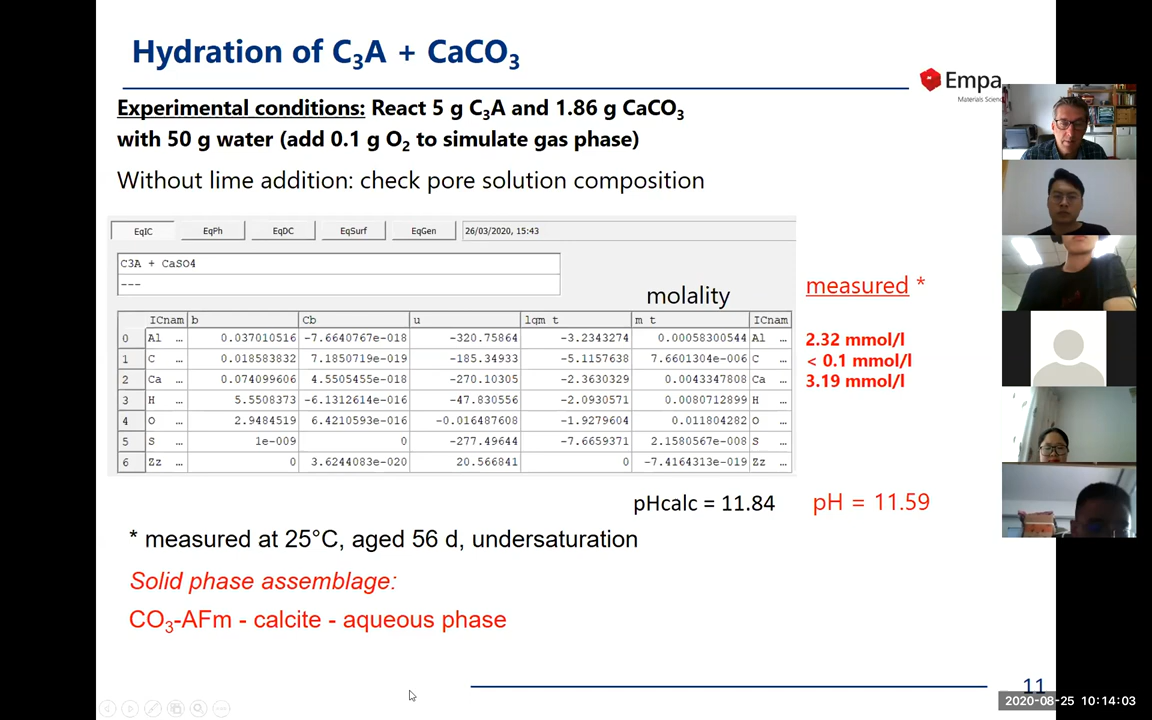 Hydration of C3A + CaCO3
Empa
Materials Scienc
Experimental conditions: React 5 g C3A and 1.86 g CaCO3
with 50 g water (add 0.1 g O2 to simulate gas phase)
Without lime addition: check pore solution composition
EqIC EqPh EqDC EqSurf EqGen 26/03/2020, 15:43
C3A + CaSO4
---
molality
measured *
ICnam b Cb u lgm t m t ICnam
0 Al ... 0.037010516 -7.6640767e-018 -320.75864 -3.2343274 0.00058300544 Al ...
1 C ... 0.018583832 7.1850719e-019 -185.34933 -5.1157638 7.6601304e-006 C ...
2 Ca ... 0.074099606 4.5505455e-018 -270.10305 -2.3630329 0.0043347808 Ca ...
3 H ... 5.5508373 -6.1312614e-016 -47.830556 -2.0930571 0.0080712899 H ...
4 O ... 2.9484519 6.4210593e-016 -0.016487608 -1.9279604 0.011804282 O ...
5 S ... 1e-009 0 -277.49644 -7.6659371 2.1580567e-008 S ...
6 Zz ... 0 3.6244083e-020 20.566841 0 -7.4164313e-019 Zz ...
2.32 mmol/l
< 0.1 mmol/l
3.19 mmol/l
pHcalc = 11.84 pH = 11.59
* measured at 25°C, aged 56 d, undersaturation
Solid phase assemblage:
CO3-AFm - calcite - aqueous phase
11
2020-08-25 10:14:03